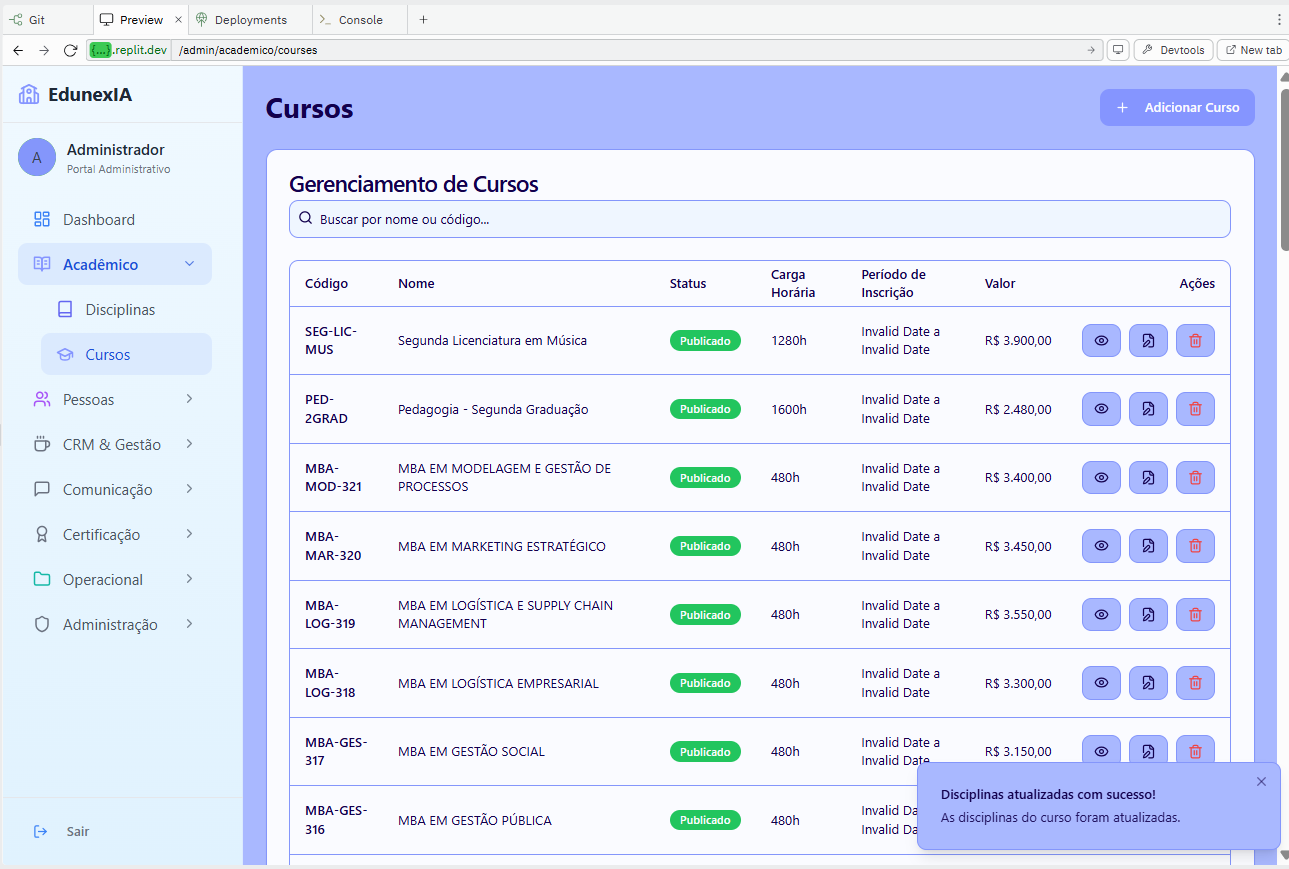 Git
Preview
Deployments
Console
{...}.replit.dev
/admin/academico/courses
Devtools
New tab
EdunexIA
A
Administrador
Portal Administrativo
Dashboard
Acadêmico
Disciplinas
Cursos
Pessoas
CRM & Gestão
Comunicação
Certificação
Operacional
Administração
Sair
Cursos
Adicionar Curso
Gerenciamento de Cursos
Buscar por nome ou código...
Código Nome Status Carga Horária Período de Inscrição Valor Ações
SEG-LIC-MUS Segunda Licenciatura em Música Publicado 1280h Invalid Date a Invalid Date R$ 3.900,00
PED-2GRAD Pedagogia - Segunda Graduação Publicado 1600h Invalid Date a Invalid Date R$ 2.480,00
MBA-MOD-321 MBA EM MODELAGEM E GESTÃO DE PROCESSOS Publicado 480h Invalid Date a Invalid Date R$ 3.400,00
MBA-MAR-320 MBA EM MARKETING ESTRATÉGICO Publicado 480h Invalid Date a Invalid Date R$ 3.450,00
MBA-LOG-319 MBA EM LOGÍSTICA E SUPPLY CHAIN MANAGEMENT Publicado 480h Invalid Date a Invalid Date R$ 3.550,00
MBA-LOG-318 MBA EM LOGÍSTICA EMPRESARIAL Publicado 480h Invalid Date a Invalid Date R$ 3.300,00
MBA-GES-317 MBA EM GESTÃO SOCIAL Publicado 480h Invalid Date a Invalid Date R$ 3.150,00
MBA-GES-316 MBA EM GESTÃO PÚBLICA Publicado 480h Invalid Invalid
Disciplinas atualizadas com sucesso!
As disciplinas do curso foram atualizadas.